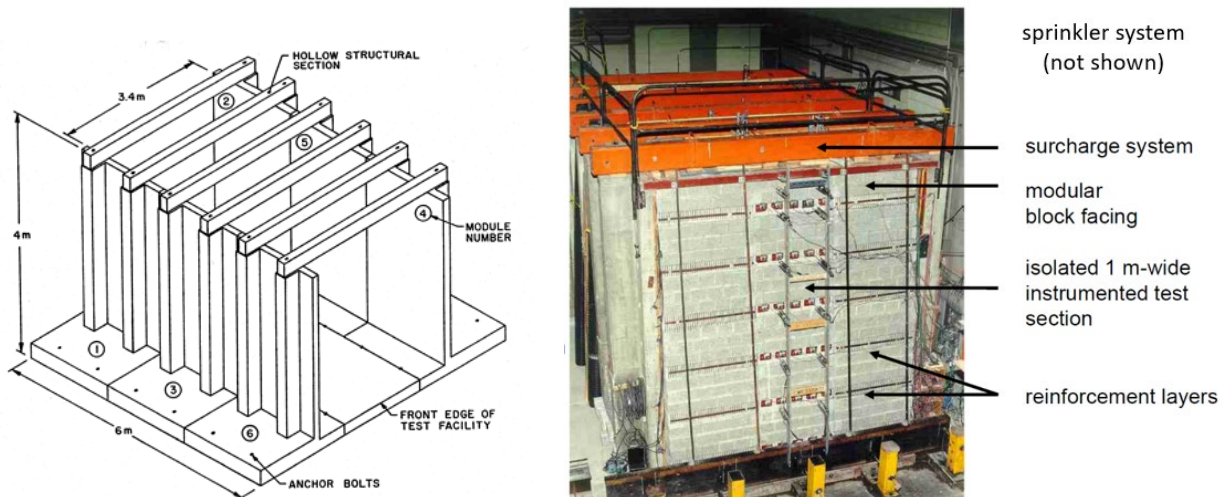 HOLLOW STRUCTURAL
SECTION
3.4m
2
5
4
4m
MODULE
NUMBER
1
3
6
6m
FRONT EDGE OF
TEST FACILITY
ANCHOR BOLTS
sprinkler system
(not shown)
surcharge system
modular
block facing
isolated 1 m-wide
instrumented test
section
reinforcement layers